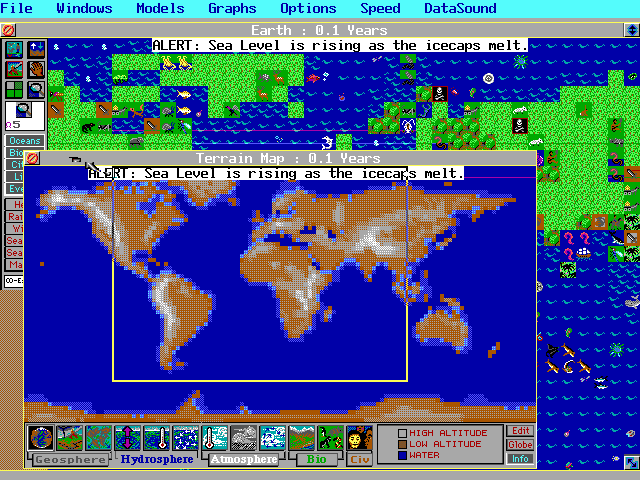 File Windows Models Graphs Options Speed DataSound
Earth : 0.1 Years
ALERT: Sea Level is rising as the icecaps melt.
Ω5
Oceans
Terrain Map : 0.1 Years
ALERT: Sea Level is rising as the icecaps melt.
HIGH ALTITUDE
LOW ALTITUDE
WATER
Edit
Globe
Info
Geosphere Hydrosphere Atmosphere Bio Civ